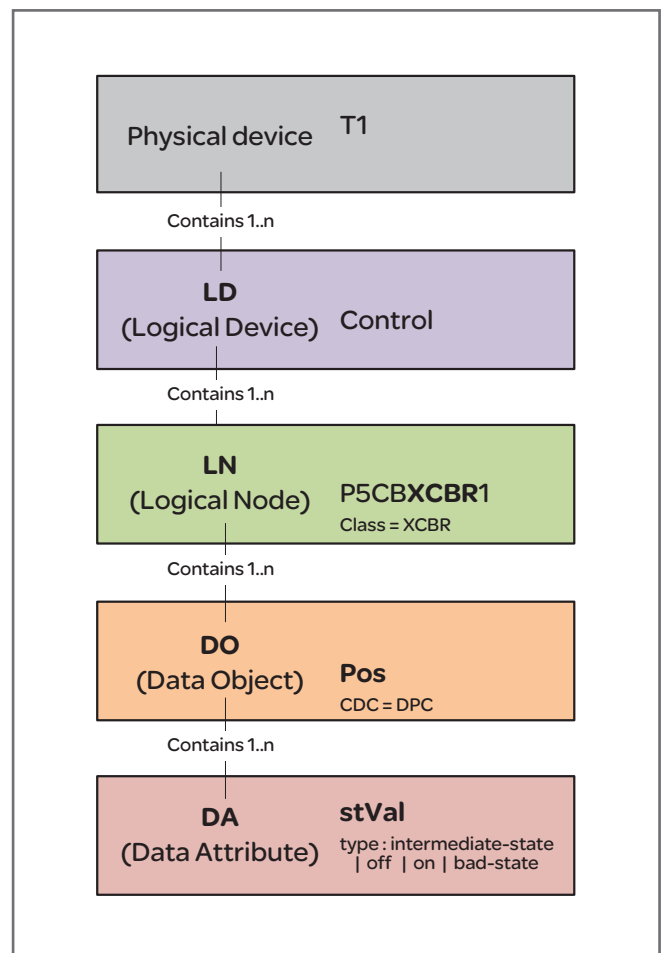 Physical device
T1
Contains 1..n
LD
(Logical Device)
Control
Contains 1..n
LN
(Logical Node)
P5CBXCBR1
Class = XCBR
Contains 1..n
DO
(Data Object)
Pos
CDC = DPC
Contains 1..n
DA
(Data Attribute)
stVal
type : intermediate-state
| off | on | bad-state